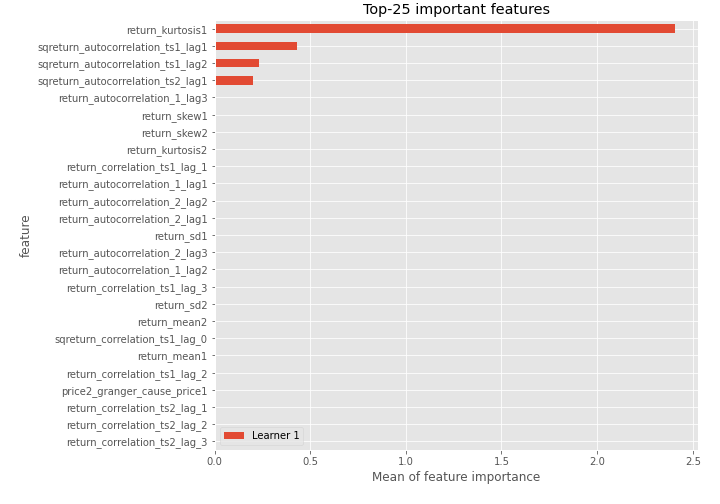 Top-25 important features
return_kurtosis1
sqreturn_autocorrelation_ts1_lag1
sqreturn_autocorrelation_ts1_lag2
sqreturn_autocorrelation_ts2_lag1
return_autocorrelation_1_lag3
return_skew1
return_skew2
return_kurtosis2
return_correlation_ts1_lag_1
return_autocorrelation_1_lag1
return_autocorrelation_2_lag2
return_autocorrelation_2_lag1
return_sd1
return_autocorrelation_2_lag3
return_autocorrelation_1_lag2
return_correlation_ts1_lag_3
return_sd2
return_mean2
sqreturn_correlation_ts1_lag_0
return_mean1
return_correlation_ts1_lag_2
price2_granger_cause_price1
return_correlation_ts2_lag_1
return_correlation_ts2_lag_2
return_correlation_ts2_lag_3
feature
Learner 1
0.0 0.5 1.0 1.5 2.0 2.5
Mean of feature importance